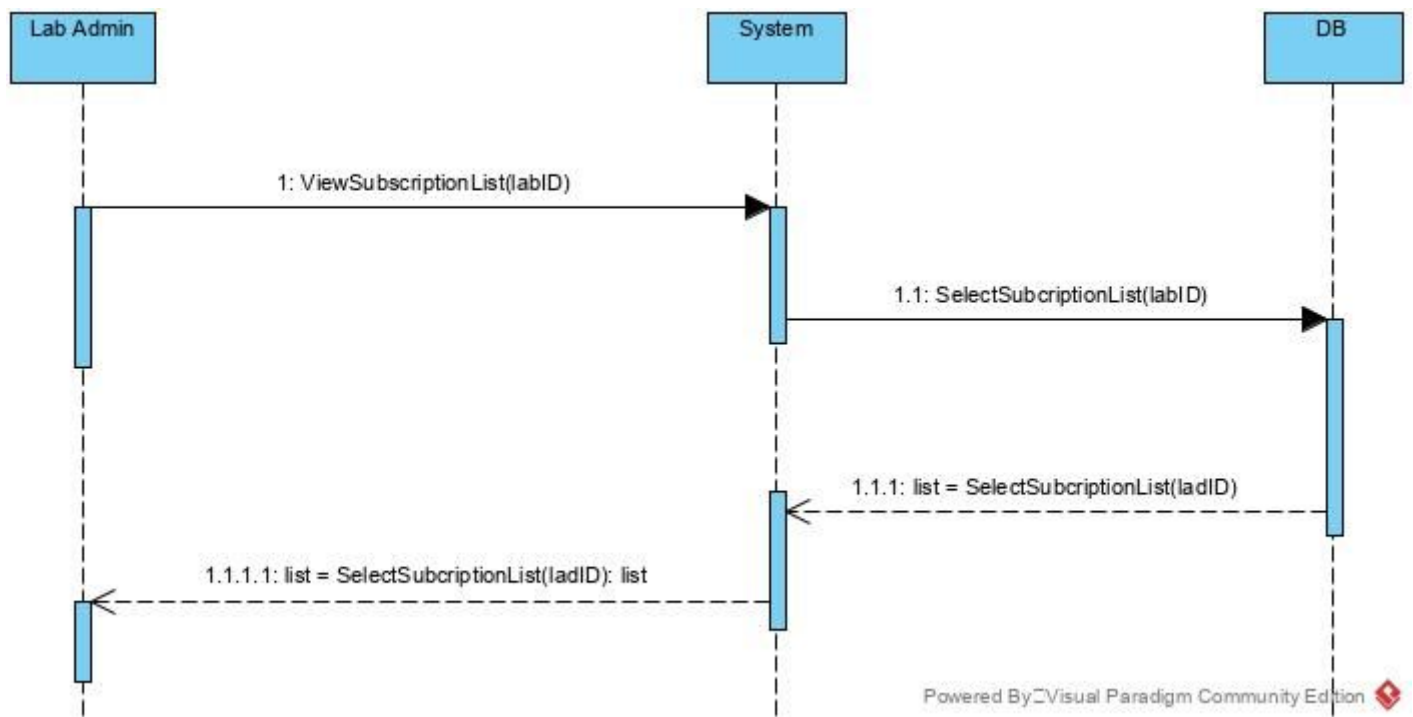 Lab Admin
System
DB
1: ViewSubscriptionList(labID)
1.1: SelectSubcriptionList(labID)
1.1.1: list = SelectSubcriptionList(ladID)
1.1.1.1: list = SelectSubcriptionList(ladID): list
Powered By Visual Paradigm Community Edition